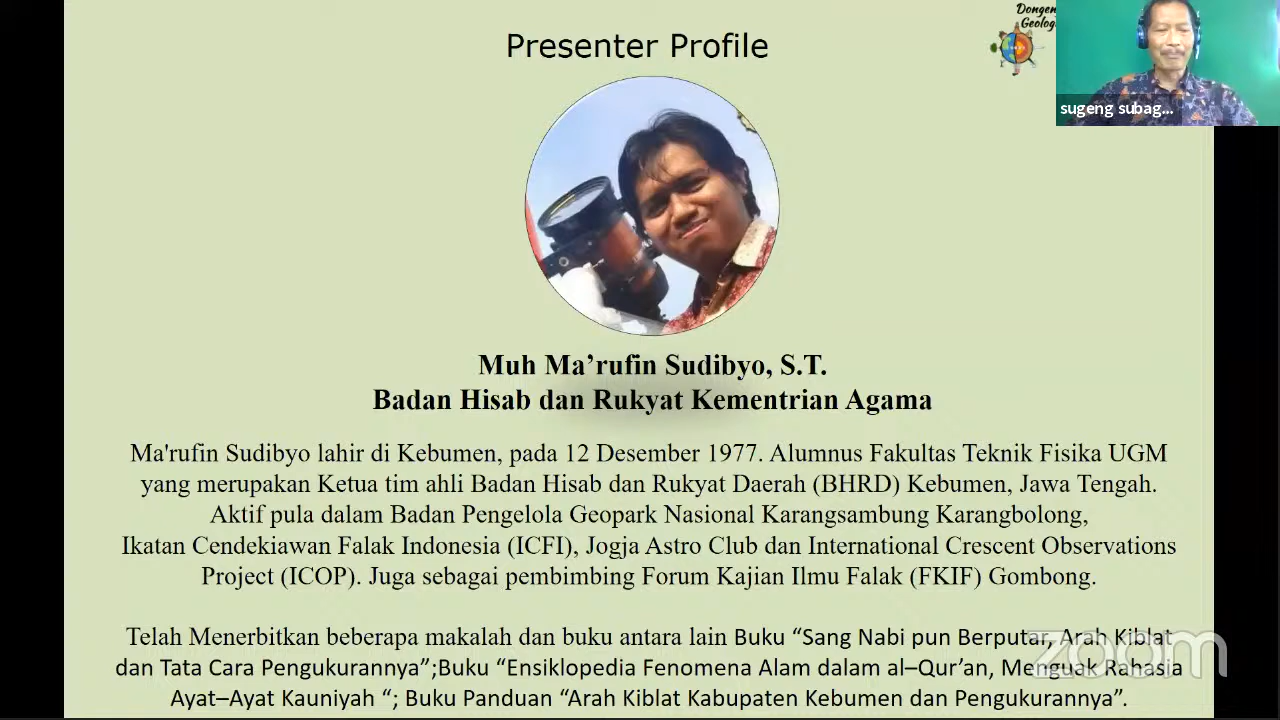 Presenter Profile
Dongen
Geologi
sugeng subag...
Muh Ma’rufin Sudibyo, S.T.
Badan Hisab dan Rukyat Kementrian Agama
Ma'rufin Sudibyo lahir di Kebumen, pada 12 Desember 1977. Alumnus Fakultas Teknik Fisika UGM
yang merupakan Ketua tim ahli Badan Hisab dan Rukyat Daerah (BHRD) Kebumen, Jawa Tengah.
Aktif pula dalam Badan Pengelola Geopark Nasional Karangsambung Karangbolong,
Ikatan Cendekiawan Falak Indonesia (ICFI), Jogja Astro Club dan International Crescent Observations
Project (ICOP). Juga sebagai pembimbing Forum Kajian Ilmu Falak (FKIF) Gombong.
Telah Menerbitkan beberapa makalah dan buku antara lain Buku “Sang Nabi pun Berputar, Arah Kiblat
dan Tata Cara Pengukurannya”;Buku “Ensiklopedia Fenomena Alam dalam al–Qur’an, Menguak Rahasia
Ayat–Ayat Kauniyah “; Buku Panduan “Arah Kiblat Kabupaten Kebumen dan Pengukurannya”.
zoom